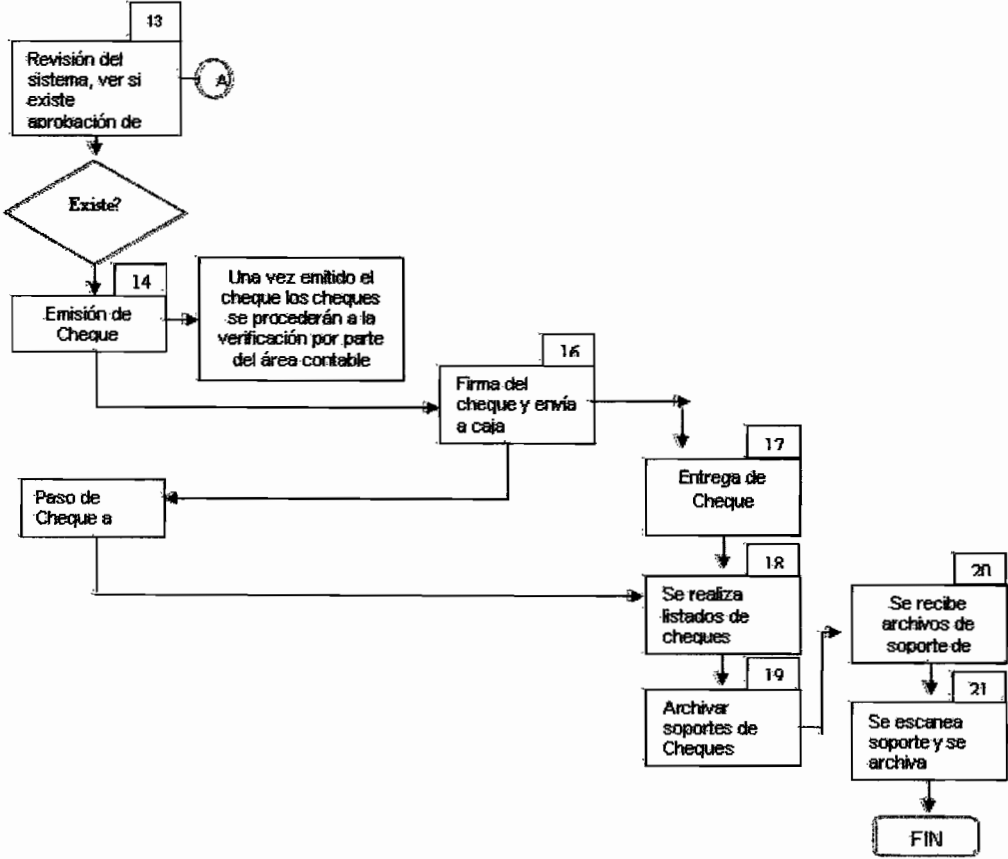 13
Revisión del
sistema, ver si
existe
aprobación de
A
Existe?
14
Emisión de
Cheque
Una vez emitido el
cheque los cheques
se procederán a la
verificación por parte
del área contable
16
Firma del
cheque y envía
a caja
17
Entrega de
Cheque
Paso de
Cheque a
18
Se realiza
listados de
cheques
19
Archivar
soportes de
Cheques
20
Se recibe
archivos de
soporte de
21
Se escanea
soporte y se
archiva
FIN